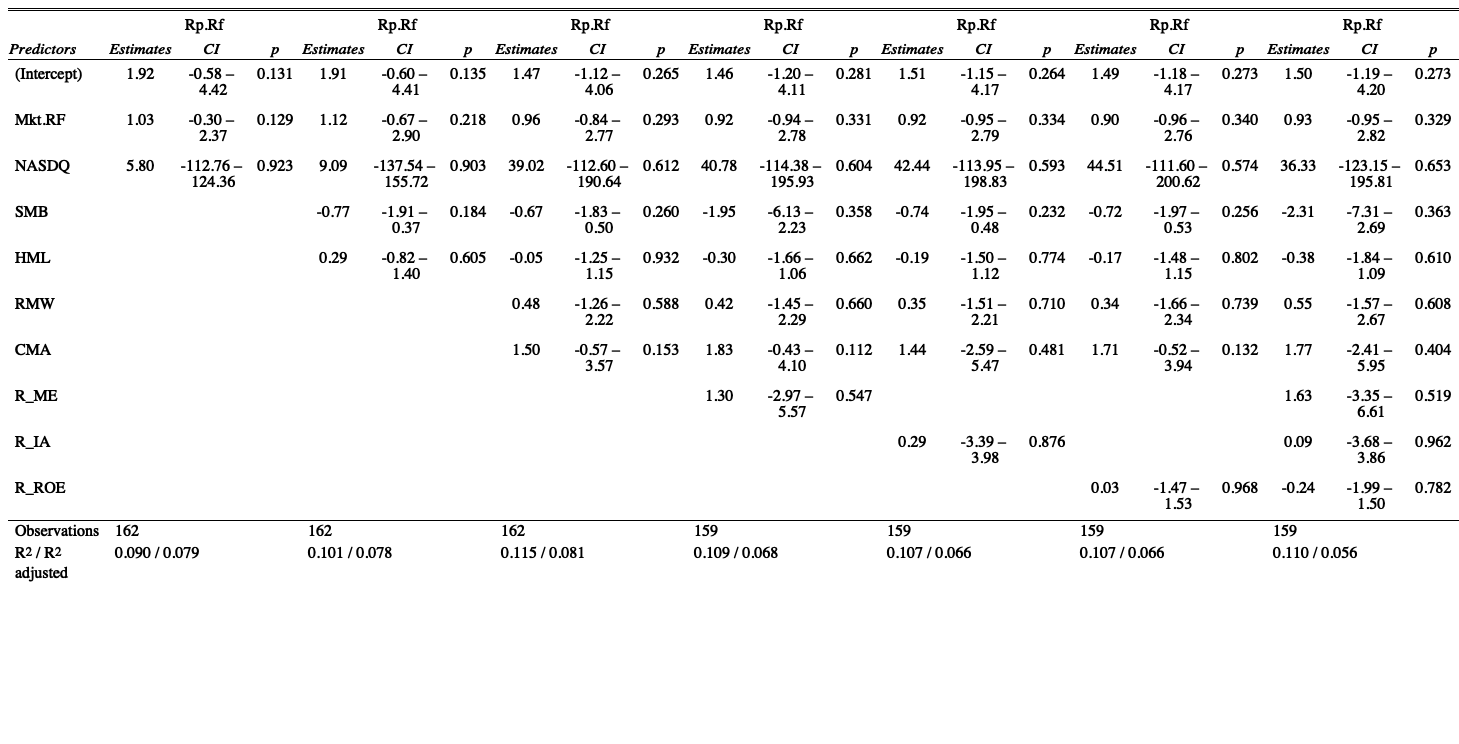 Rp.Rf Rp.Rf Rp.Rf Rp.Rf Rp.Rf Rp.Rf Rp.Rf
Predictors Estimates CI p Estimates CI p Estimates CI p Estimates CI p Estimates CI p Estimates CI p Estimates CI p
(Intercept) 1.92 -0.58 – 0.131 1.91 -0.60 – 0.135 1.47 -1.12 – 0.265 1.46 -1.20 – 0.281 1.51 -1.15 – 0.264 1.49 -1.18 – 0.273 1.50 -1.19 – 0.273
4.42 4.41 4.06 4.11 4.17 4.17 4.20
Mkt.RF 1.03 -0.30 – 0.129 1.12 -0.67 – 0.218 0.96 -0.84 – 0.293 0.92 -0.94 – 0.331 0.92 -0.95 – 0.334 0.90 -0.96 – 0.340 0.93 -0.95 – 0.329
2.37 2.90 2.77 2.78 2.79 2.76 2.82
NASDQ 5.80 -112.76 – 0.923 9.09 -137.54 – 0.903 39.02 -112.60 – 0.612 40.78 -114.38 – 0.604 42.44 -113.95 – 0.593 44.51 -111.60 – 0.574 36.33 -123.15 – 0.653
124.36 155.72 190.64 195.93 198.83 200.62 195.81
SMB -0.77 -1.91 – 0.184 -0.67 -1.83 – 0.260 -1.95 -6.13 – 0.358 -0.74 -1.95 – 0.232 -0.72 -1.97 – 0.256 -2.31 -7.31 – 0.363
0.37 0.50 2.23 0.48 0.53 2.69
HML 0.29 -0.82 – 0.605 -0.05 -1.25 – 0.932 -0.30 -1.66 – 0.662 -0.19 -1.50 – 0.774 -0.17 -1.48 – 0.802 -0.38 -1.84 – 0.610
1.40 1.15 1.06 1.12 1.15 1.09
RMW 0.48 -1.26 – 0.588 0.42 -1.45 – 0.660 0.35 -1.51 – 0.710 0.34 -1.66 – 0.739 0.55 -1.57 – 0.608
2.22 2.29 2.21 2.34 2.67
CMA 1.50 -0.57 – 0.153 1.83 -0.43 – 0.112 1.44 -2.59 – 0.481 1.71 -0.52 – 0.132 1.77 -2.41 – 0.404
3.57 4.10 5.47 3.94 5.95
R_ME 1.30 -2.97 – 0.547 1.63 -3.35 – 0.519
5.57 6.61
R_IA 0.29 -3.39 – 0.876 0.09 -3.68 – 0.962
3.98 3.86
R_ROE 0.03 -1.47 – 0.968 -0.24 -1.99 – 0.782
1.53 1.50
Observations 162 162 162 159 159 159 159
R2 / R2 0.090 / 0.079 0.101 / 0.078 0.115 / 0.081 0.109 / 0.068 0.107 / 0.066 0.107 / 0.066 0.110 / 0.056
adjusted